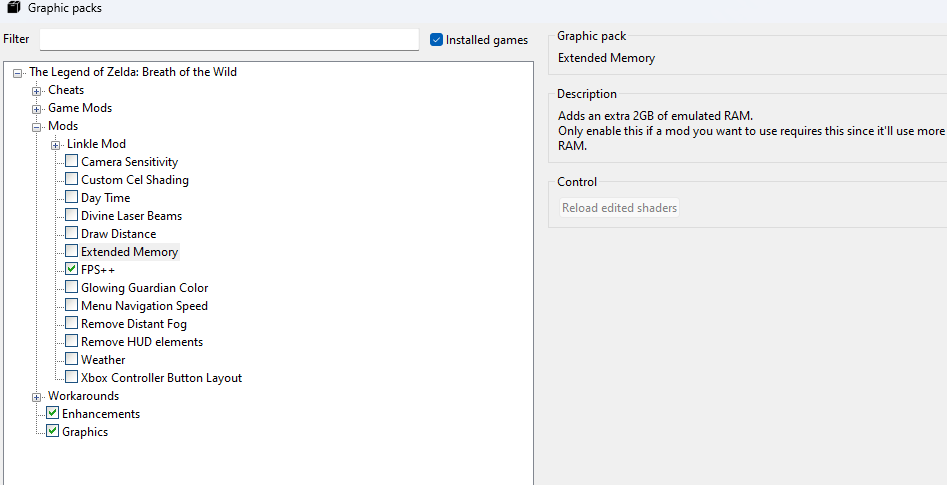 Graphic packs
Filter
Installed games
The Legend of Zelda: Breath of the Wild
Cheats
Game Mods
Mods
Linkle Mod
Camera Sensitivity
Custom Cel Shading
Day Time
Divine Laser Beams
Draw Distance
Extended Memory
FPS++
Glowing Guardian Color
Menu Navigation Speed
Remove Distant Fog
Remove HUD elements
Weather
Xbox Controller Button Layout
Workarounds
Enhancements
Graphics
Graphic pack
Extended Memory
Description
Adds an extra 2GB of emulated RAM.
Only enable this if a mod you want to use requires this since it'll use more
RAM.
Control
Reload edited shaders